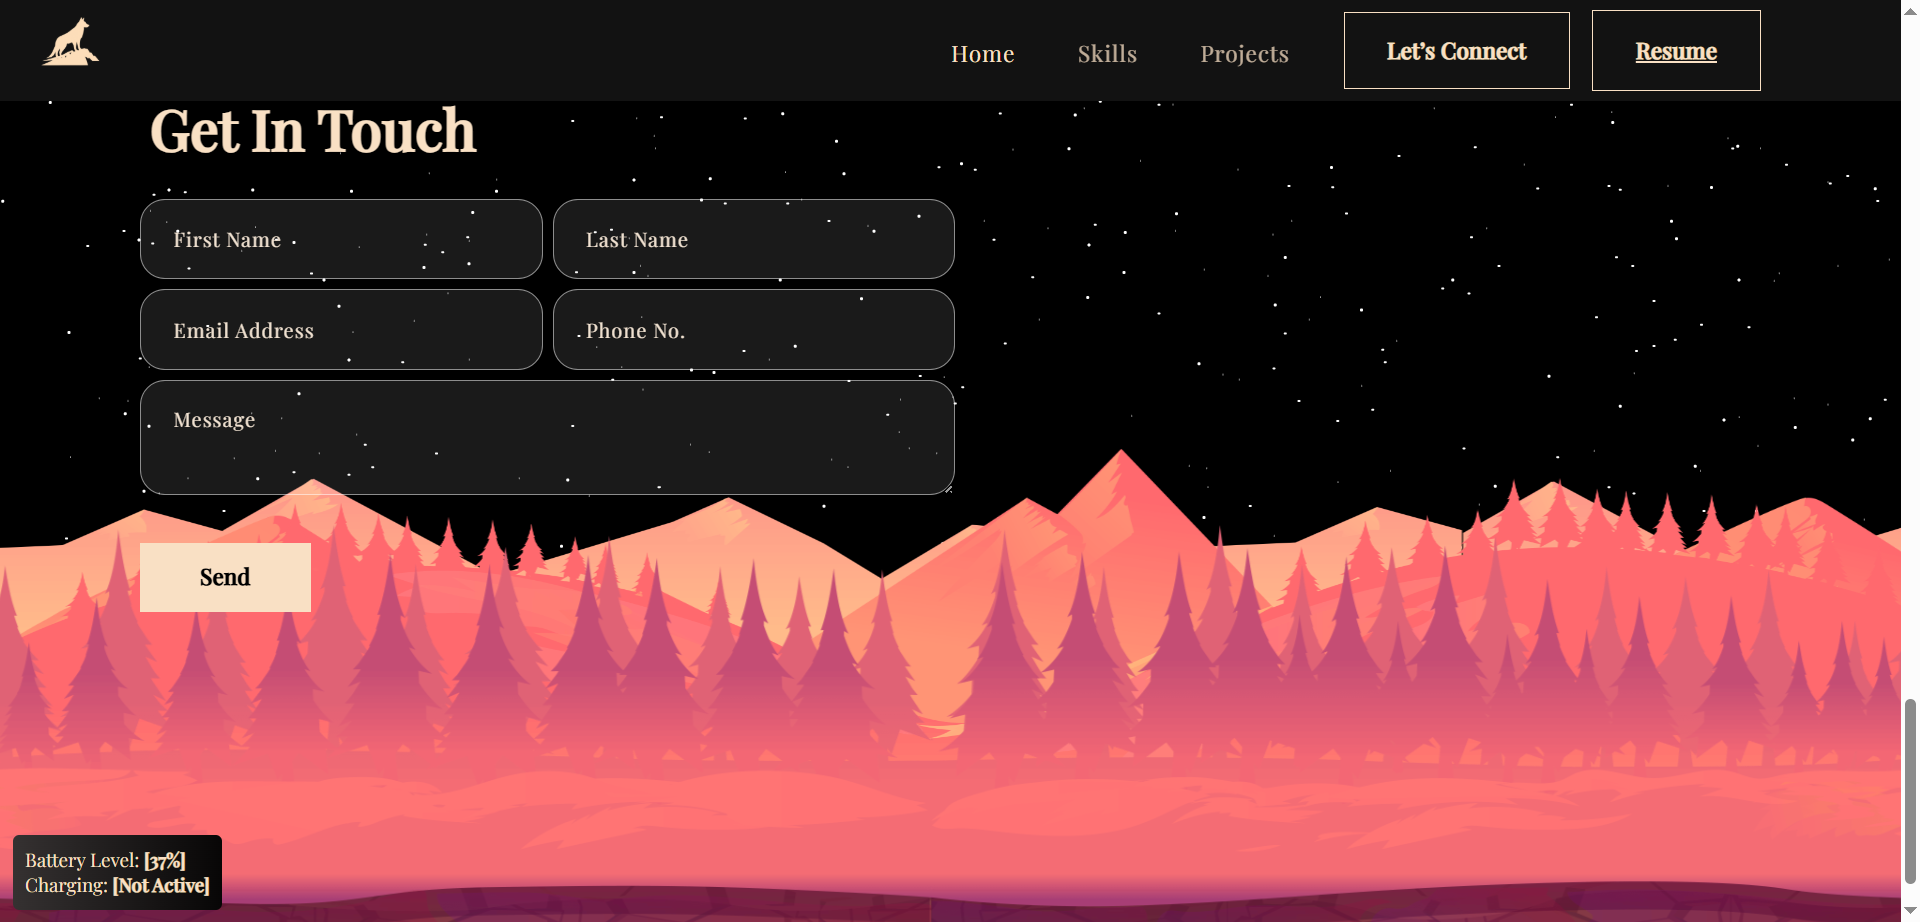 Home Skills Projects Let's Connect Resume
Get In Touch
First Name Last Name
Email Address Phone No.
Message
Send
Battery Level: [37%]
Charging: [Not Active]